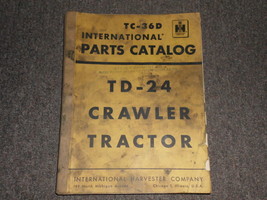 TC-36D
INTERNATIONAL
PARTS CATALOG
TD-24
CRAWLER
TRACTOR
INTERNATIONAL HARVESTER COMPANY